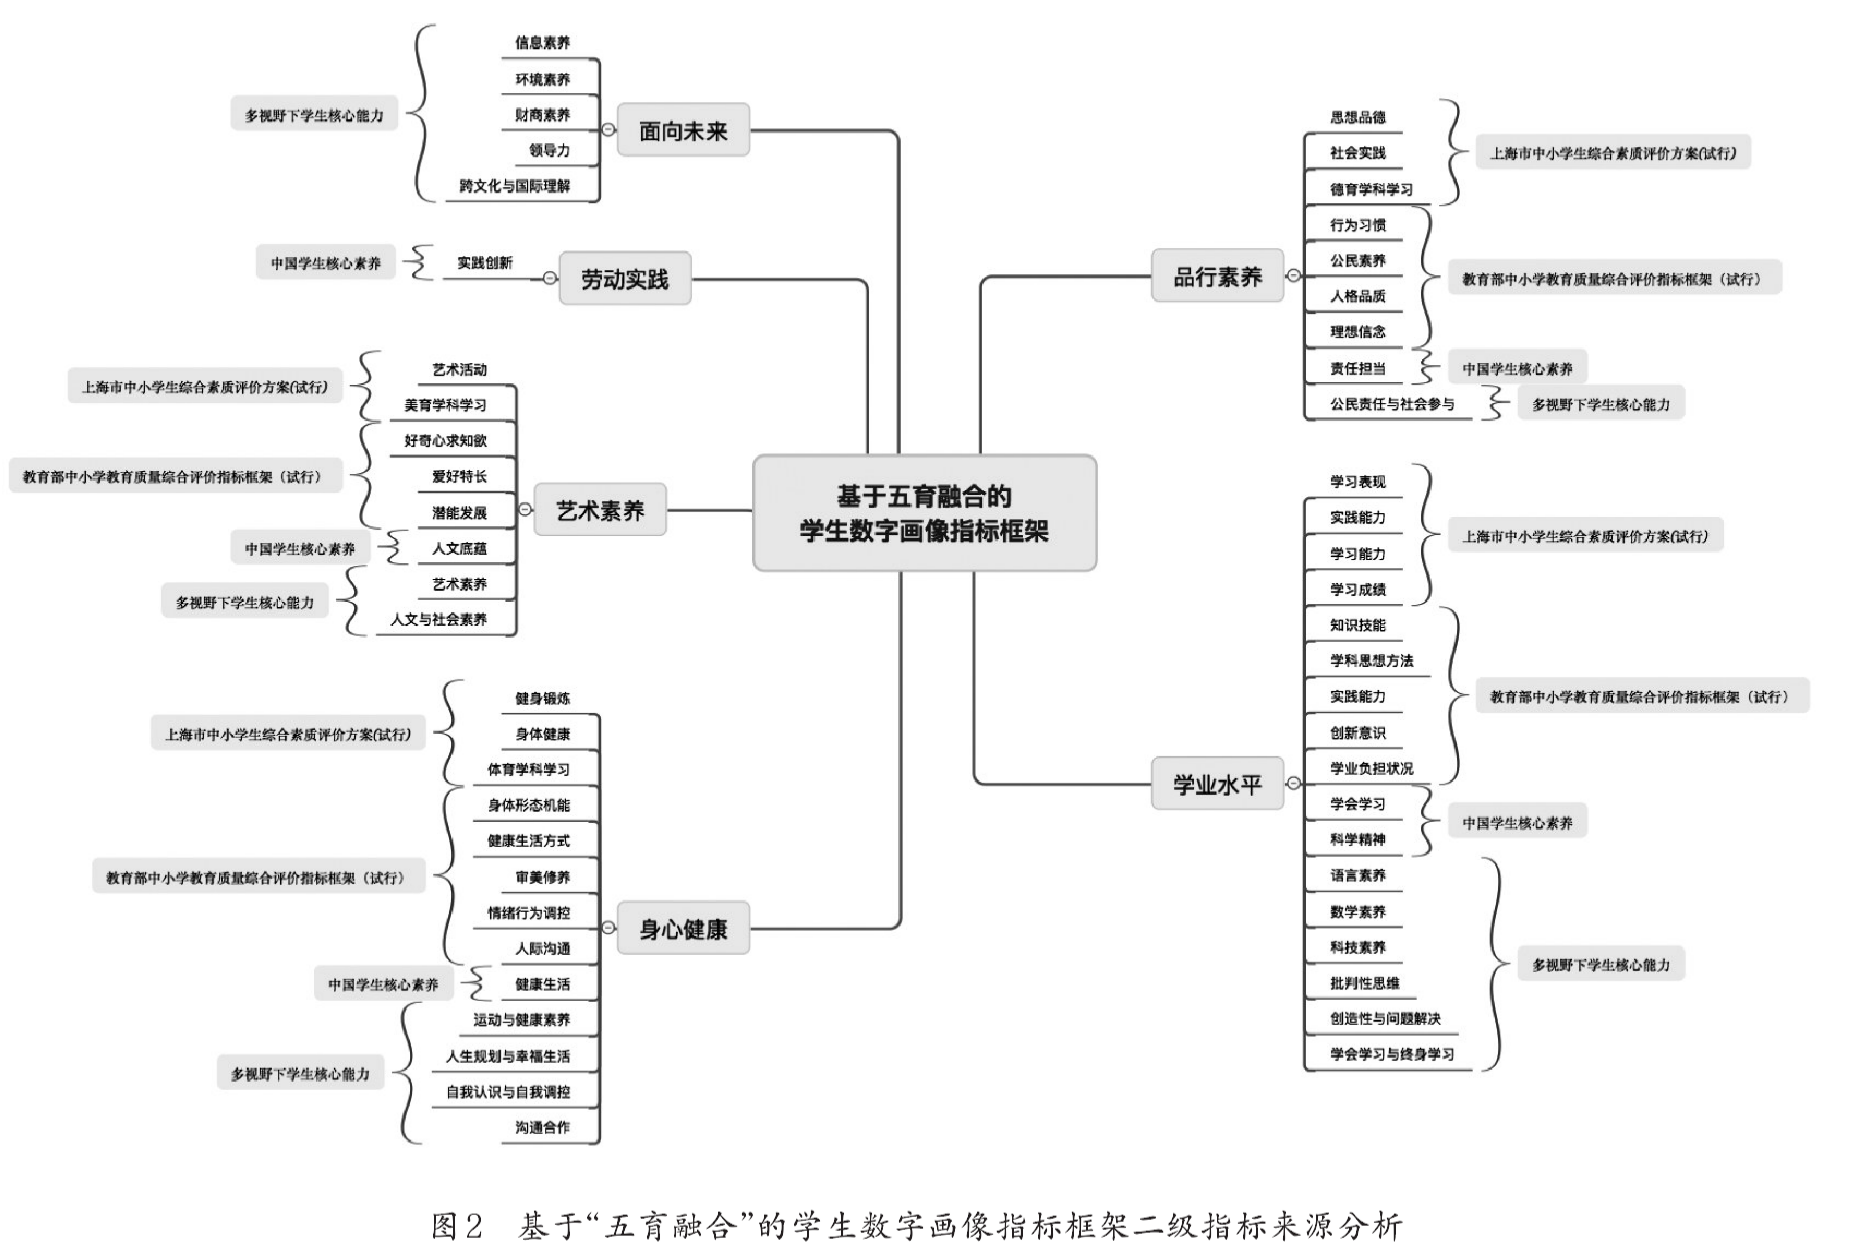 信息素养
环境素养
财商素养
领导力
跨文化与国际理解
多视野下学生核心能力
面向未来
实践创新
中国学生核心素养
劳动实践
艺术活动
美育学科学习
上海市中小学生综合素质评价方案(试行)
好奇心求知欲
爱好特长
潜能发展
教育部中小学教育质量综合评价指标框架（试行）
人文底蕴
中国学生核心素养
艺术素养
人文与社会素养
多视野下学生核心能力
艺术素养
健身锻炼
身体健康
体育学科学习
上海市中小学生综合素质评价方案(试行)
身体形态机能
健康生活方式
审美修养
情绪行为调控
人际沟通
教育部中小学教育质量综合评价指标框架（试行）
健康生活
中国学生核心素养
运动与健康素养
人生规划与幸福生活
自我认识与自我调控
沟通合作
多视野下学生核心能力
身心健康
基于五育融合的
学生数字画像指标框架
品行素养
思想品德
社会实践
德育学科学习
上海市中小学生综合素质评价方案(试行)
行为习惯
公民素养
人格品质
理想信念
教育部中小学教育质量综合评价指标框架（试行）
责任担当
中国学生核心素养
公民责任与社会参与
多视野下学生核心能力
学业水平
学习表现
实践能力
学习能力
学习成绩
上海市中小学生综合素质评价方案(试行)
知识技能
学科思想方法
实践能力
创新意识
学业负担状况
教育部中小学教育质量综合评价指标框架（试行）
学会学习
科学精神
中国学生核心素养
语言素养
数学素养
科技素养
批判性思维
创造性与问题解决
学会学习与终身学习
多视野下学生核心能力
图2 基于“五育融合”的学生数字画像指标框架二级指标来源分析